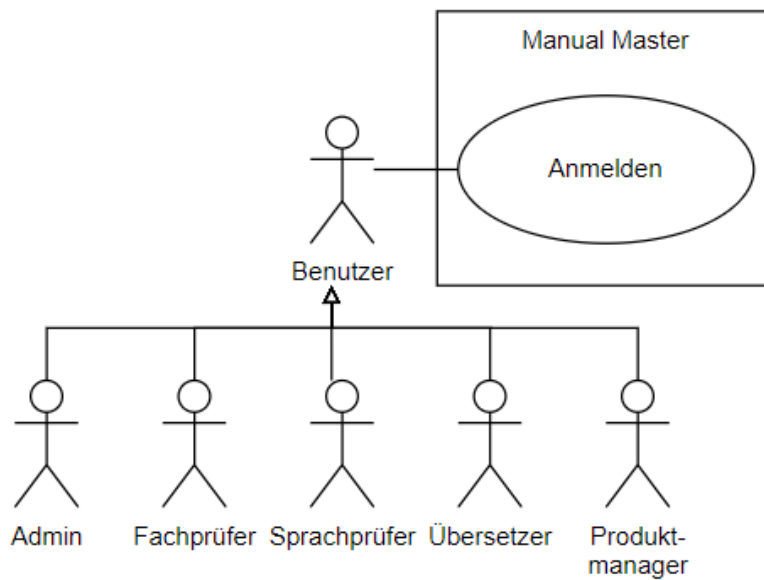 Manual Master
Anmelden
Benutzer
Admin
Fachprüfer
Sprachprüfer
Übersetzer
Produkt-
manager